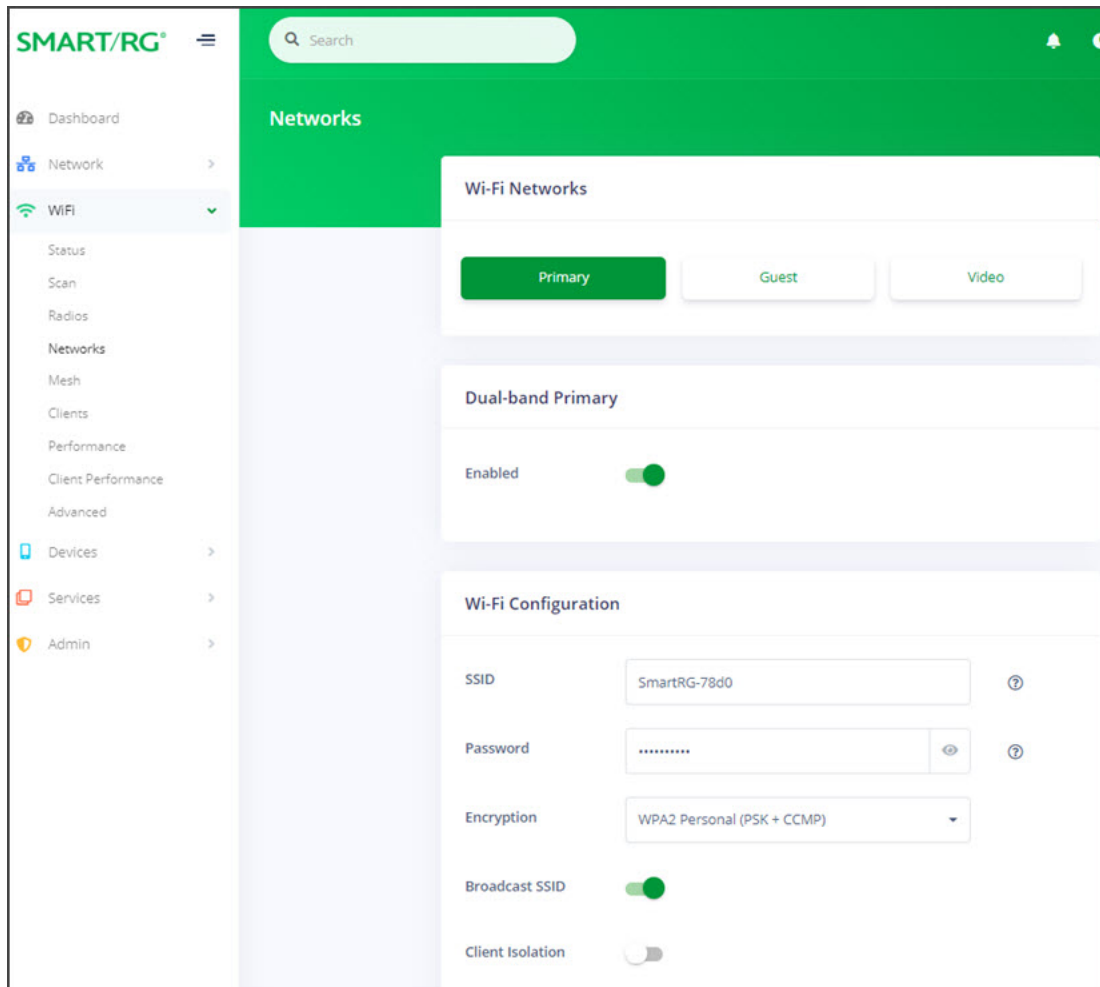 SMART/RG®
Search
Dashboard
Network
WiFi
Status
Scan
Radios
Networks
Mesh
Clients
Performance
Client Performance
Advanced
Devices
Services
Admin
Networks
Wi-Fi Networks
Primary Guest Video
Dual-band Primary
Enabled
Wi-Fi Configuration
SSID SmartRG-78d0
Password ••••••••••
Encryption WPA2 Personal (PSK + CCMP)
Broadcast SSID
Client Isolation